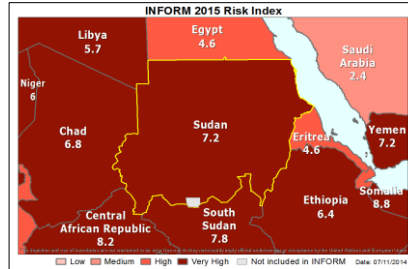 INFORM 2015 Risk Index
Libya
5.7
Egypt
4.6
Saudi
Arabia
2.4
Niger
6
Chad
6.8
Sudan
7.2
Eritrea
4.6
Yemen
7.2
Central
African Republic
8.2
South
Sudan
7.8
Ethiopia
6.4
Somalia
8.8
Low
Medium
High
Very High
Not included in INFORM
Date: 07/11/2014